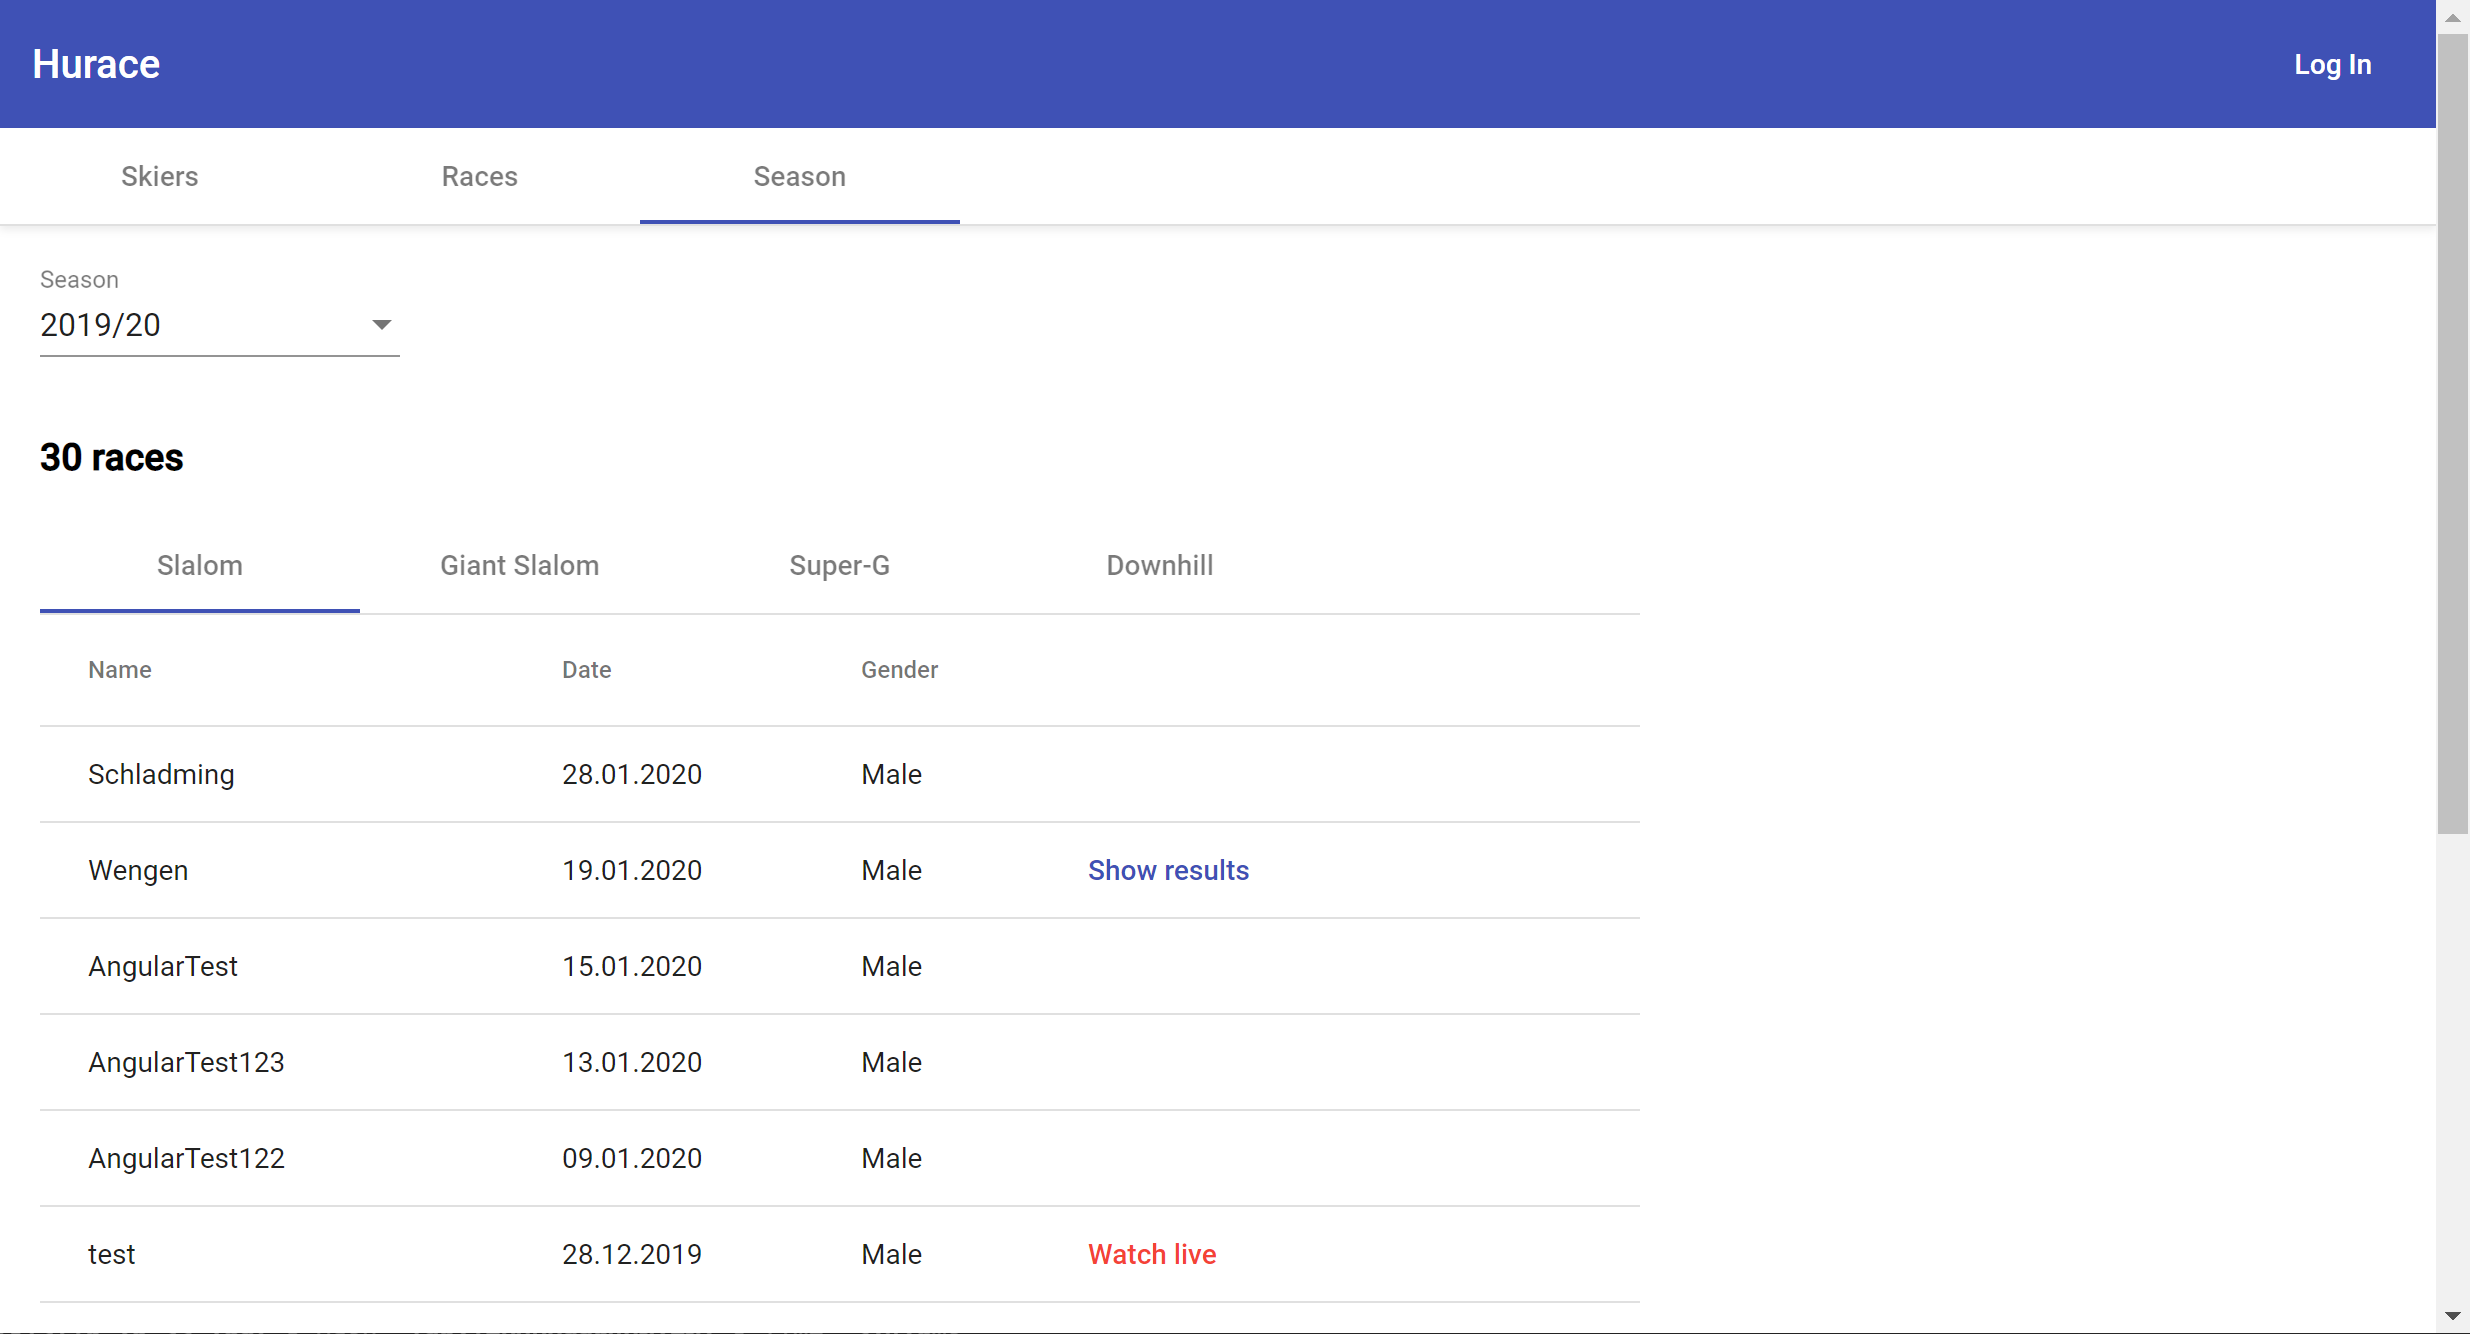 Hurace Log In
Skiers Races Season
Season
2019/20
30 races
Slalom Giant Slalom Super-G Downhill
Name Date Gender
Schladming 28.01.2020 Male
Wengen 19.01.2020 Male Show results
AngularTest 15.01.2020 Male
AngularTest123 13.01.2020 Male
AngularTest122 09.01.2020 Male
test 28.12.2019 Male Watch live